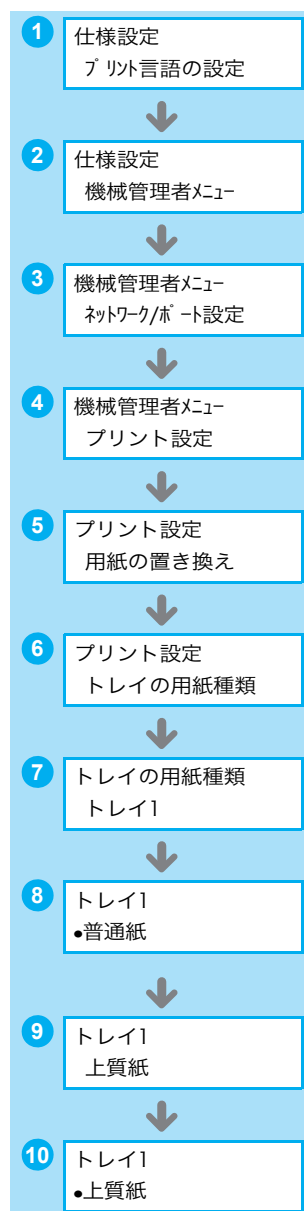 1
仕様設定
プリント言語の設定
2
仕様設定
機械管理者ﾒﾆｭｰ
3
機械管理者ﾒﾆｭｰ
ﾈｯﾄﾜｰｸ/ﾎﾟｰﾄ設定
4
機械管理者ﾒﾆｭｰ
プリント設定
5
プリント設定
用紙の置き換え
6
プリント設定
トレイの用紙種類
7
トレイの用紙種類
トレイ1
8
トレイ1
●普通紙
9
トレイ1
上質紙
10
トレイ1
●上質紙